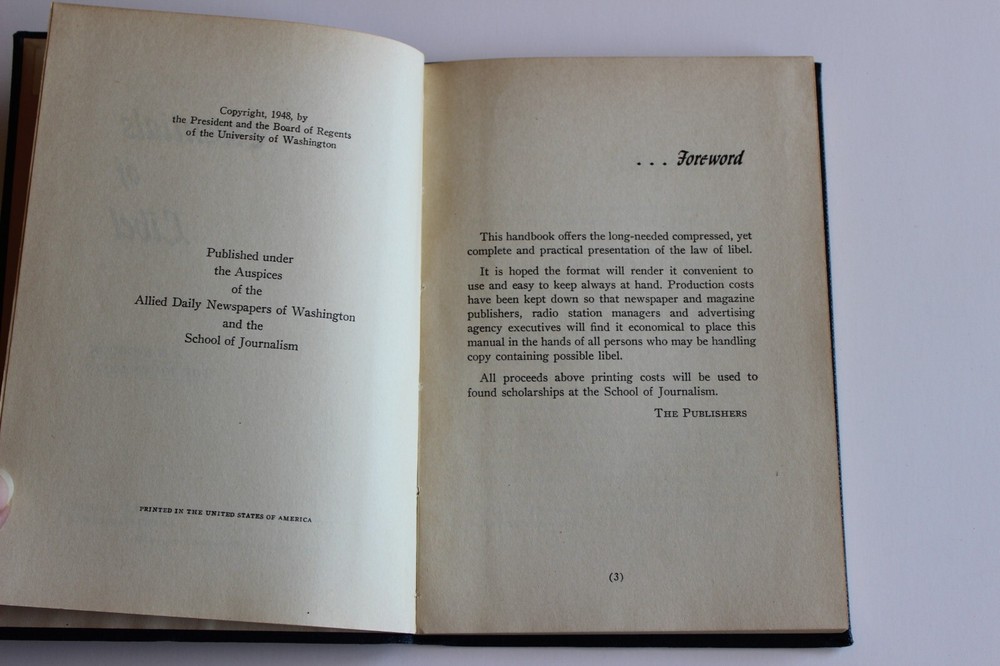 Copyright, 1948, by
the President and the Board of Regents
of the University of Washington
Published under
the Auspices
of the
Allied Daily Newspapers of Washington
and the
School of Journalism
PRINTED IN THE UNITED STATES OF AMERICA
. . . Foreword
This handbook offers the long-needed compressed, yet
complete and practical presentation of the law of libel.
It is hoped the format will render it convenient to
use and easy to keep always at hand. Production costs
have been kept down so that newspaper and magazine
publishers, radio station managers and advertising
agency executives will find it economical to place this
manual in the hands of all persons who may be handling
copy containing possible libel.
All proceeds above printing costs will be used to
found scholarships at the School of Journalism.
THE PUBLISHERS
(3)